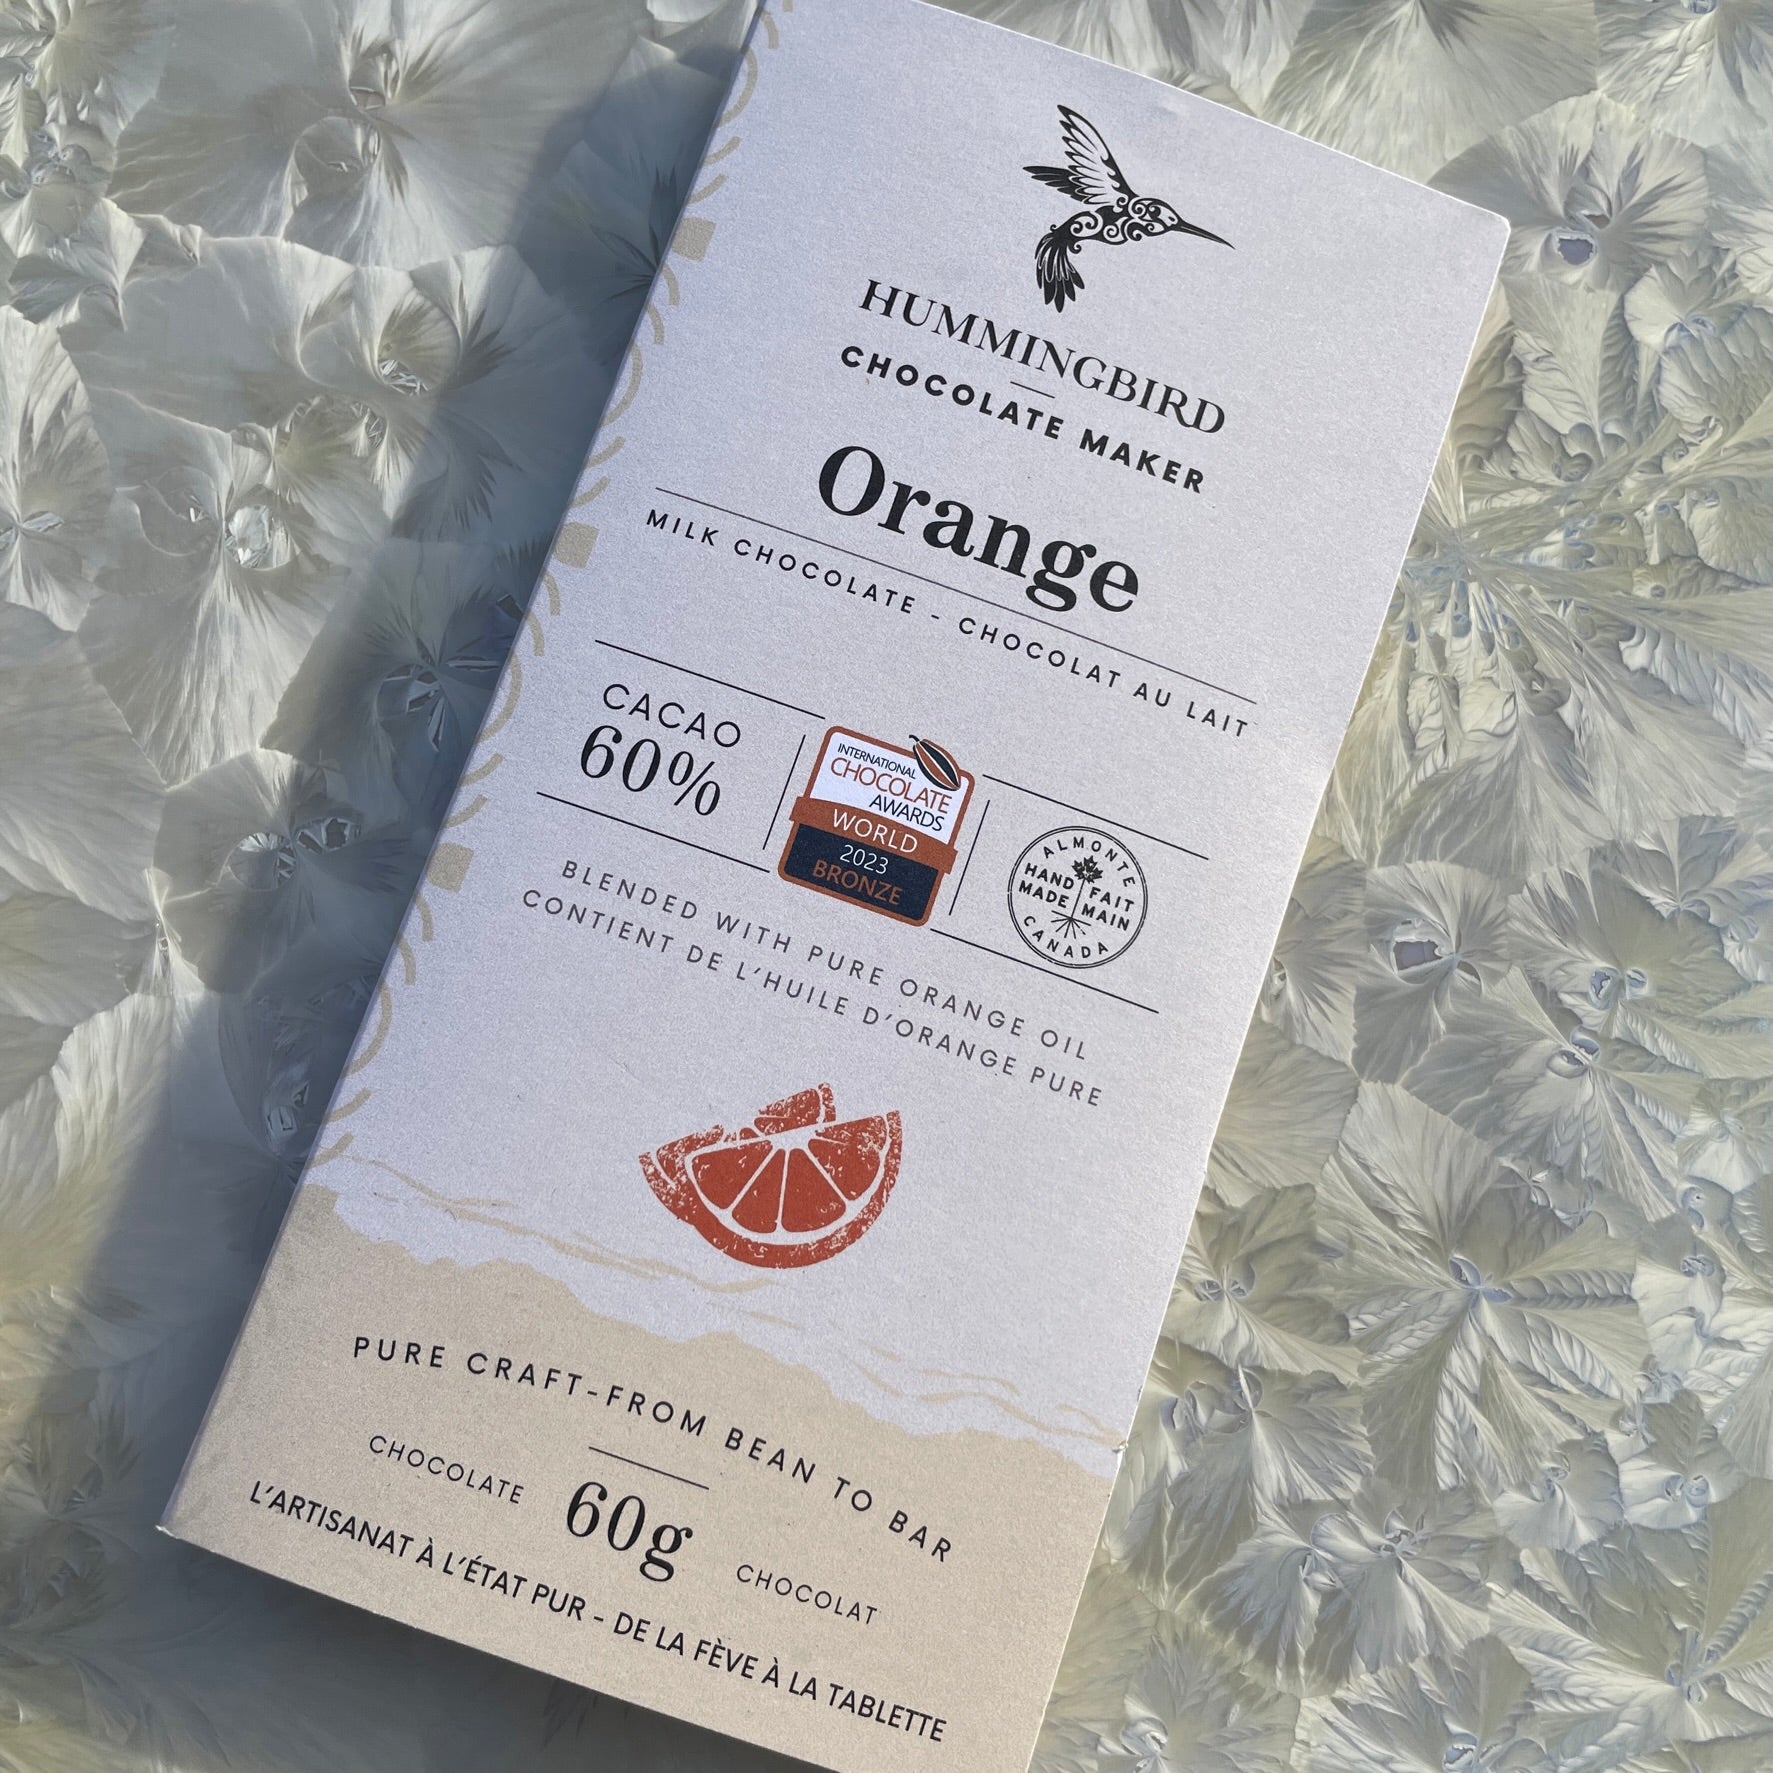 HUMMINGBIRD
CHOCOLATE MAKER
Orange
MILK CHOCOLATE - CHOCOLAT AU LAIT
CACAO
60%
INTERNATIONAL
CHOCOLATE
AWARDS
WORLD
2023
BRONZE
ALMONTE
HAND MADE
FAIT MAIN
CANADA
BLENDED WITH PURE ORANGE OIL
CONTIENT DE L'HUILE D'ORANGE PURE
PURE CRAFT-FROM BEAN TO BAR
CHOCOLATE 60g CHOCOLAT
L'ARTISANAT À L'ÉTAT PUR - DE LA FÈVE À LA TABLETTE